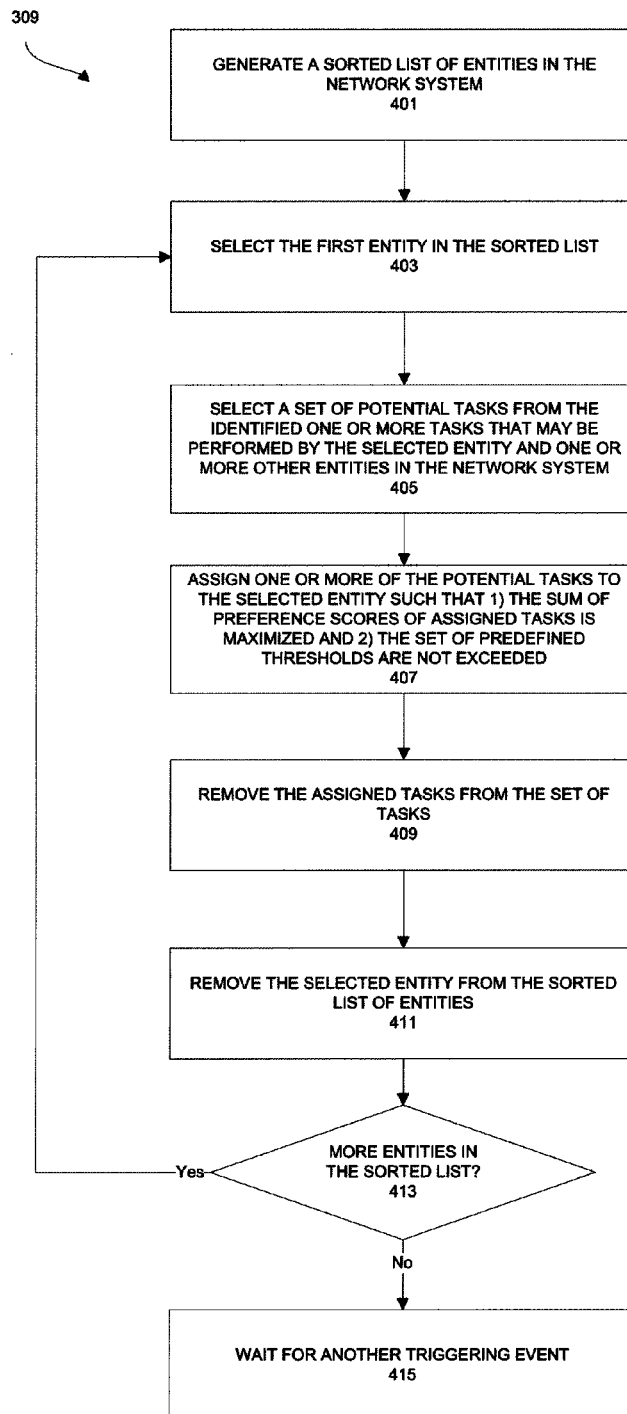 309
GENERATE A SORTED LIST OF ENTITIES IN THE
NETWORK SYSTEM
401
SELECT THE FIRST ENTITY IN THE SORTED LIST
403
SELECT A SET OF POTENTIAL TASKS FROM THE
IDENTIFIED ONE OR MORE TASKS THAT MAY BE
PERFORMED BY THE SELECTED ENTITY AND ONE OR
MORE OTHER ENTITIES IN THE NETWORK SYSTEM
405
ASSIGN ONE OR MORE OF THE POTENTIAL TASKS TO
THE SELECTED ENTITY SUCH THAT 1) THE SUM OF
PREFERENCE SCORES OF ASSIGNED TASKS IS
MAXIMIZED AND 2) THE SET OF PREDEFINED
THRESHOLDS ARE NOT EXCEEDED
407
REMOVE THE ASSIGNED TASKS FROM THE SET OF
TASKS
409
REMOVE THE SELECTED ENTITY FROM THE SORTED
LIST OF ENTITIES
411
MORE ENTITIES IN
THE SORTED LIST?
413
Yes
No
WAIT FOR ANOTHER TRIGGERING EVENT
415